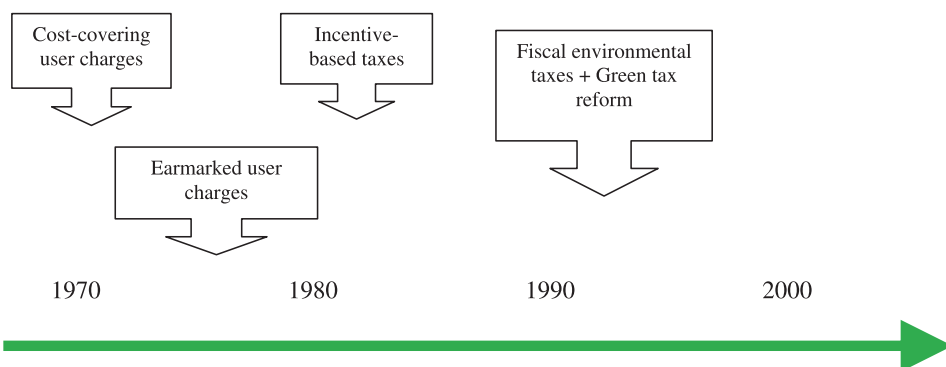 Cost-covering
user charges
Incentive-
based taxes
Fiscal environmental
taxes + Green tax
reform
Earmarked user
charges
1970
1980
1990
2000